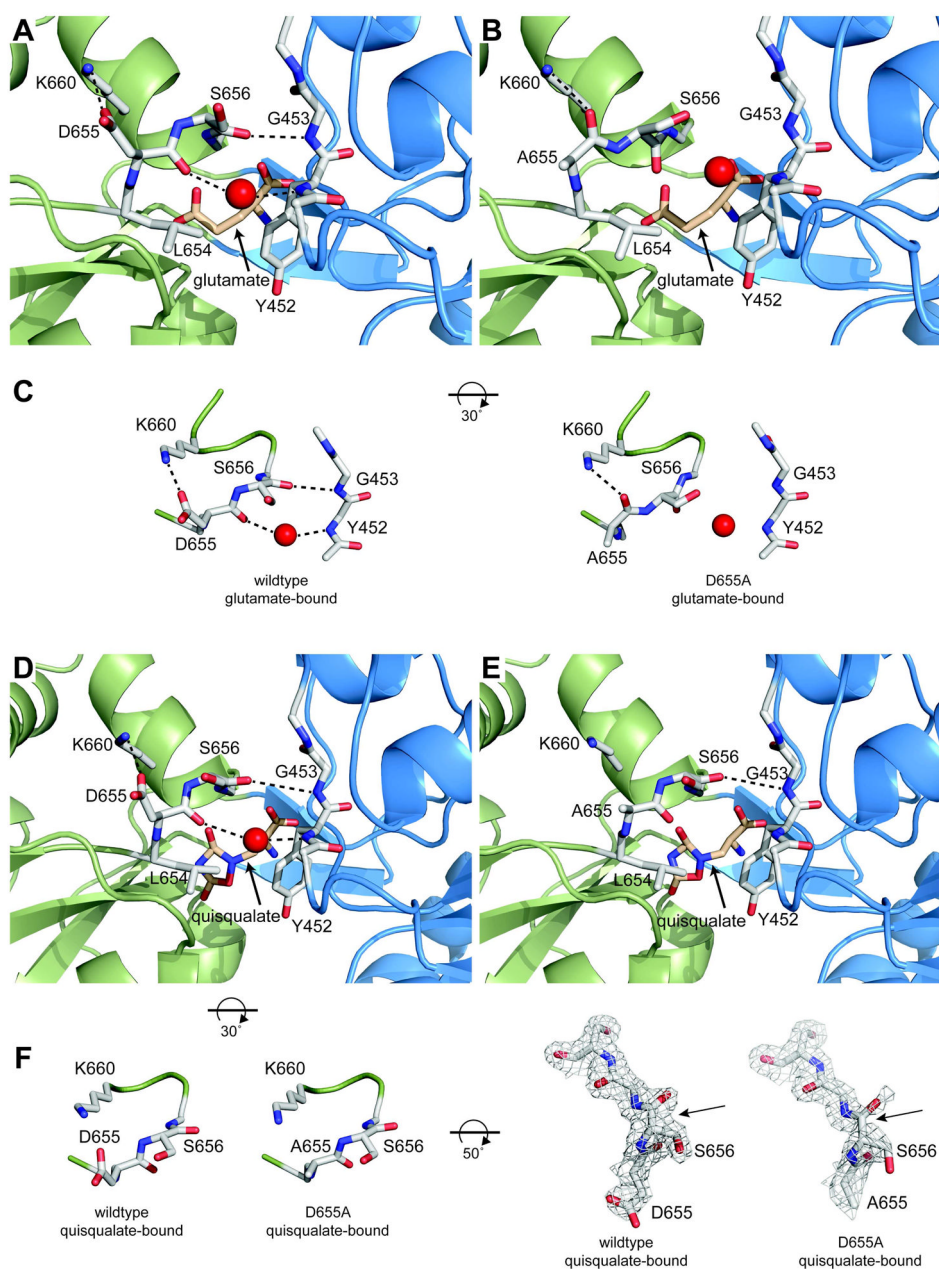 A
K660
S656
D655
G453
L654
glutamate
Y452
B
K660
S656
G453
A655
L654
glutamate
Y452
C
30°
K660
S656
G453
Y452
D655
wildtype
glutamate-bound
K660
S656
G453
Y452
A655
D655A
glutamate-bound
D
K660
S656
G453
D655
L654
quisqualate
Y452
E
K660
S656
G453
A655
L654
quisqualate
Y452
30°
F
K660
D655
S656
wildtype
quisqualate-bound
K660
A655
S656
D655A
quisqualate-bound
50°
S656
D655
wildtype
quisqualate-bound
S656
A655
D655A
quisqualate-bound